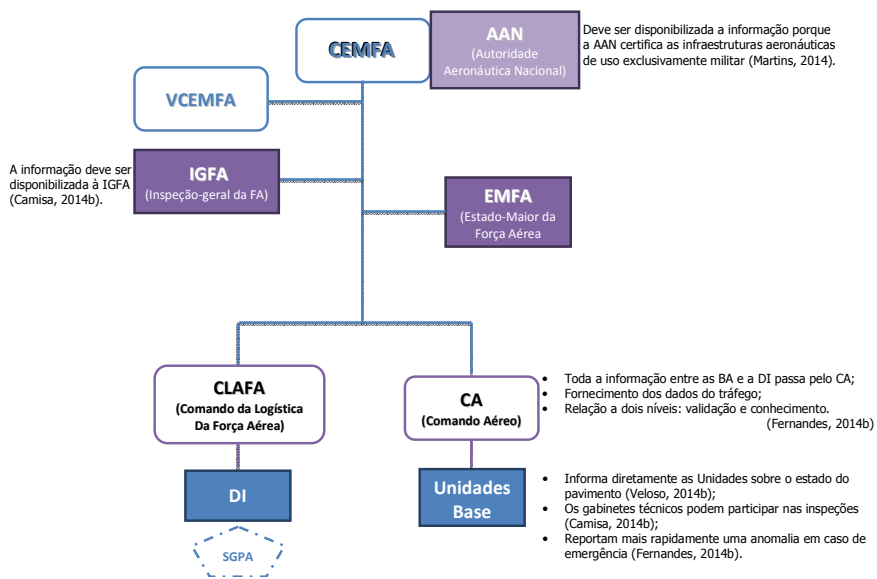 CEMFA
AAN
(Autoridade
Aeronáutica Nacional)
Deve ser disponibilizada a informação porque
a AAN certifica as infraestruturas aeronáuticas
de uso exclusivamente militar (Martins, 2014).
VCEMFA
A informação deve ser
disponibilizada à IGFA
(Camisa, 2014b).
IGFA
(Inspeção-geral da FA)
EMFA
(Estado-Maior da
Força Aérea
CLAFA
(Comando da Logística
Da Força Aérea)
CA
(Comando Aéreo)
• Toda a informação entre as BA e a DI passa pelo CA;
• Fornecimento dos dados do tráfego;
• Relação a dois níveis: validação e conhecimento.
(Fernandes, 2014b)
DI
Unidades
Base
• Informa diretamente as Unidades sobre o estado do
pavimento (Veloso, 2014b);
• Os gabinetes técnicos podem participar nas inspeções
(Camisa, 2014b);
• Reportam mais rapidamente uma anomalia em caso de
emergência (Fernandes, 2014b).
SGPA